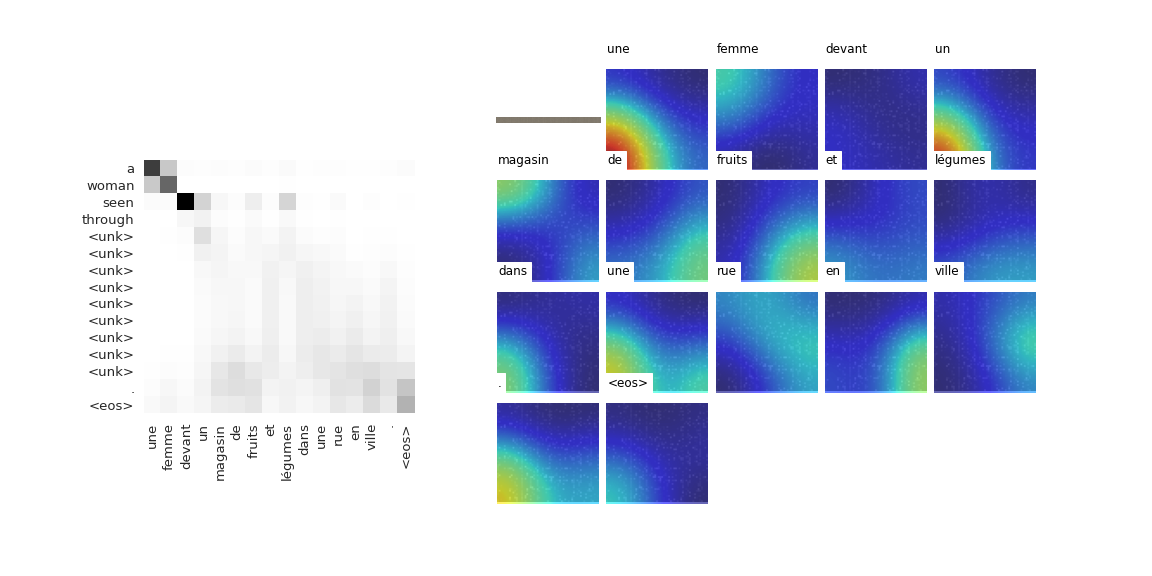 a
woman
seen
through
<unk>
<unk>
<unk>
<unk>
<unk>
<unk>
<unk>
<unk>
<unk>
.
<eos>
une femme devant un magasin de fruits et légumes dans une rue en ville . <eos>
une femme devant un
magasin de fruits et légumes
dans une rue en ville
. <eos>